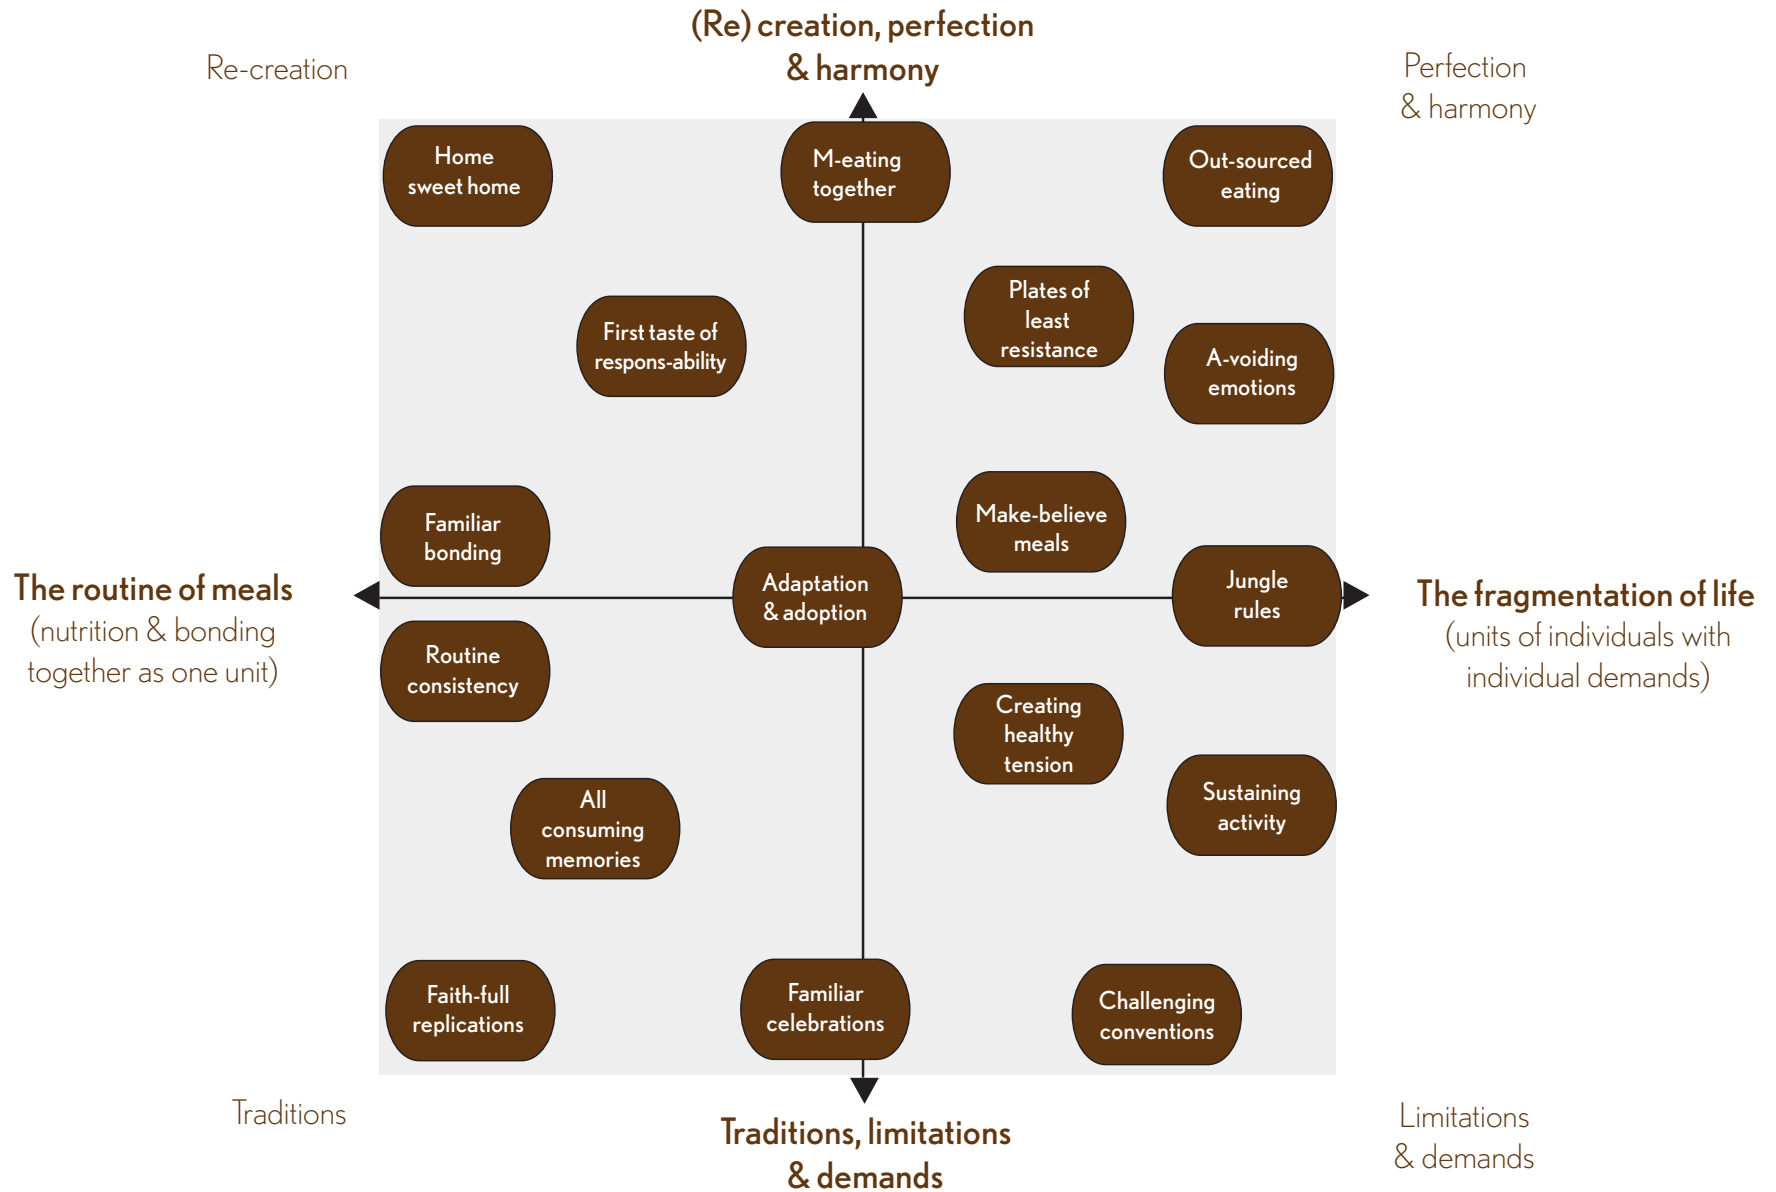 (Re) creation, perfection
& harmony
Re-creation
Perfection
& harmony
Home
sweet home
M-eating
together
Out-sourced
eating
First taste of
respons-ability
Plates of
least
resistance
A-voiding
emotions
Familiar
bonding
Make-believe
meals
The routine of meals
(nutrition & bonding
together as one unit)
Adaptation
& adoption
Jungle
rules
The fragmentation of life
(units of individuals with
individual demands)
Routine
consistency
Creating
healthy
tension
All
consuming
memories
Sustaining
activity
Faith-full
replications
Familiar
celebrations
Challenging
conventions
Traditions
Traditions, limitations
& demands
Limitations
& demands